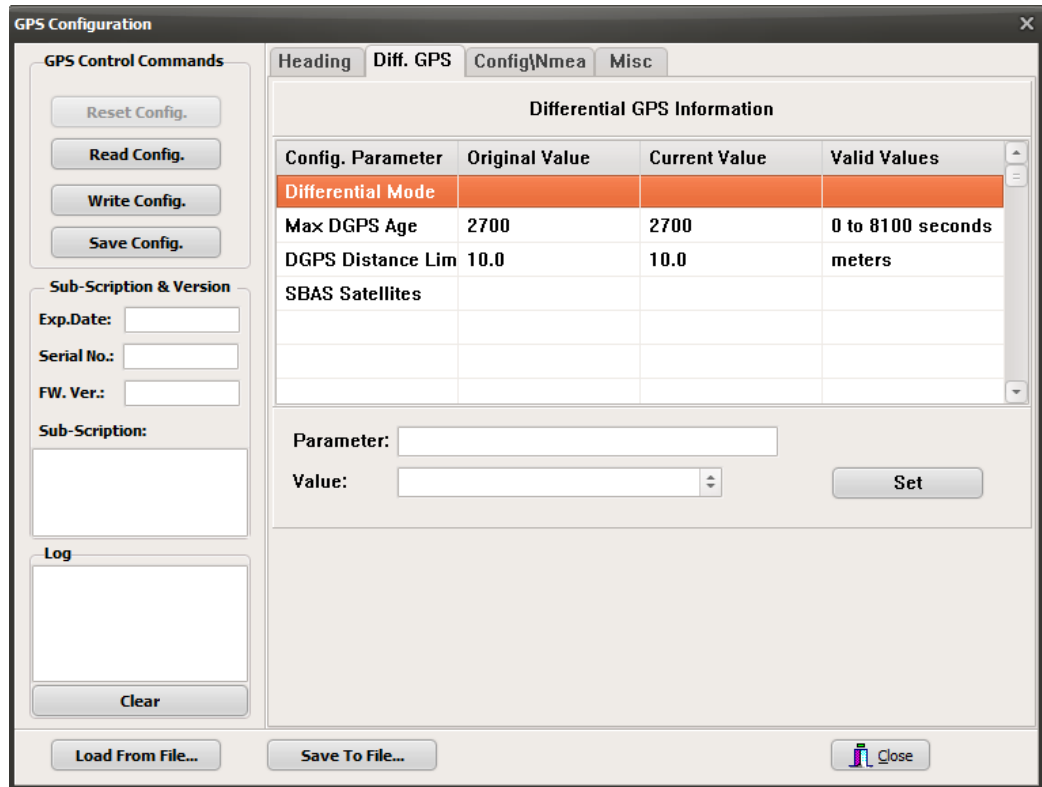 GPS Configuration
GPS Control Commands
Reset Config.
Read Config.
Write Config.
Save Config.
Sub-Scription & Version
Exp.Date:
Serial No.:
FW. Ver.:
Sub-Scription:
Log
Clear
Heading Diff. GPS Config\Nmea Misc
Differential GPS Information
Config. Parameter Original Value Current Value Valid Values
Differential Mode
Max DGPS Age 2700 2700 0 to 8100 seconds
DGPS Distance Lim 10.0 10.0 meters
SBAS Satellites
Parameter:
Value:
Set
Load From File...
Save To File...
Close